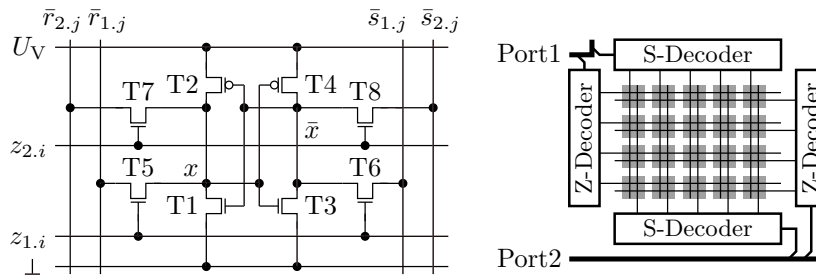 r̄₂.ⱼ r̄₁.ⱼ s̄₁.ⱼ s̄₂.ⱼ
U_V
T2 T4
T7 T8
x̄
z₂.ᵢ
T5 x T6
T1 T3
z₁.ᵢ
⊥
Port1
S-Decoder
Z-Decoder
Z-Decoder
S-Decoder
Port2